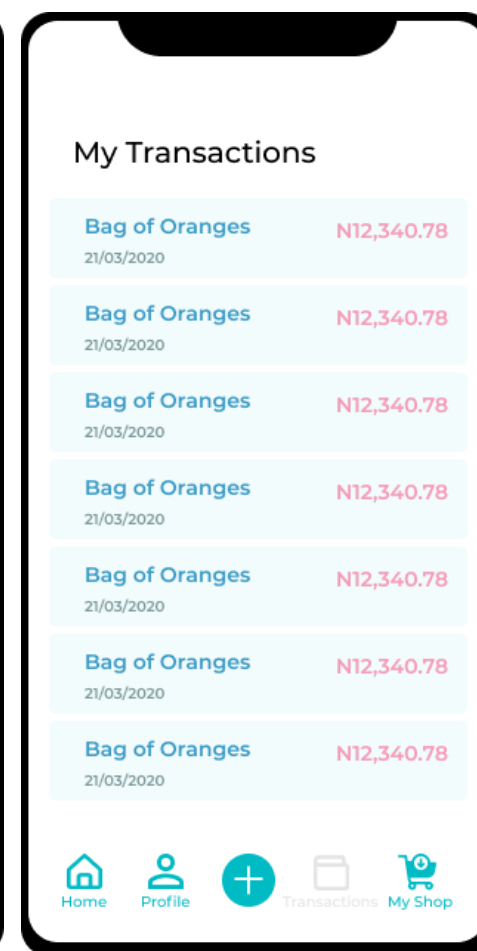 My Transactions
Bag of Oranges N12,340.78
21/03/2020
Bag of Oranges N12,340.78
21/03/2020
Bag of Oranges N12,340.78
21/03/2020
Bag of Oranges N12,340.78
21/03/2020
Bag of Oranges N12,340.78
21/03/2020
Bag of Oranges N12,340.78
21/03/2020
Bag of Oranges N12,340.78
21/03/2020
Home Profile Transactions My Shop